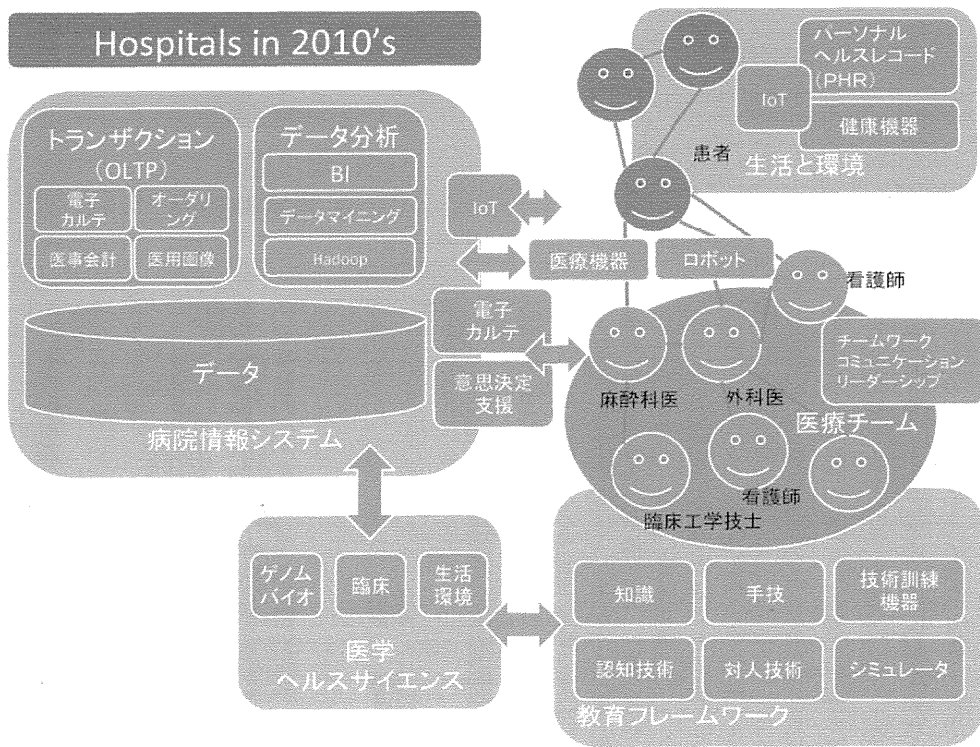 Hospitals in 2010's
トランザクション
(OLTP)
電子
カルテ
オーダリ
ング
医事会計
医用画像
データ分析
BI
データマイニング
Hadoop
データ
病院情報システム
IoT
医療機器
ロボット
電子
カルテ
意思決定
支援
パーソナル
ヘルスレコード
(PHR)
IoT
健康機器
患者
生活と環境
看護師
チームワーク
コミュニケーション
リーダーシップ
麻酔科医
外科医
医療チーム
看護師
臨床工学技士
ゲノム
バイオ
臨床
生活
環境
医学
ヘルスサイエンス
知識
手技
技術訓練
機器
認知技術
対人技術
シミュレータ
教育フレームワーク